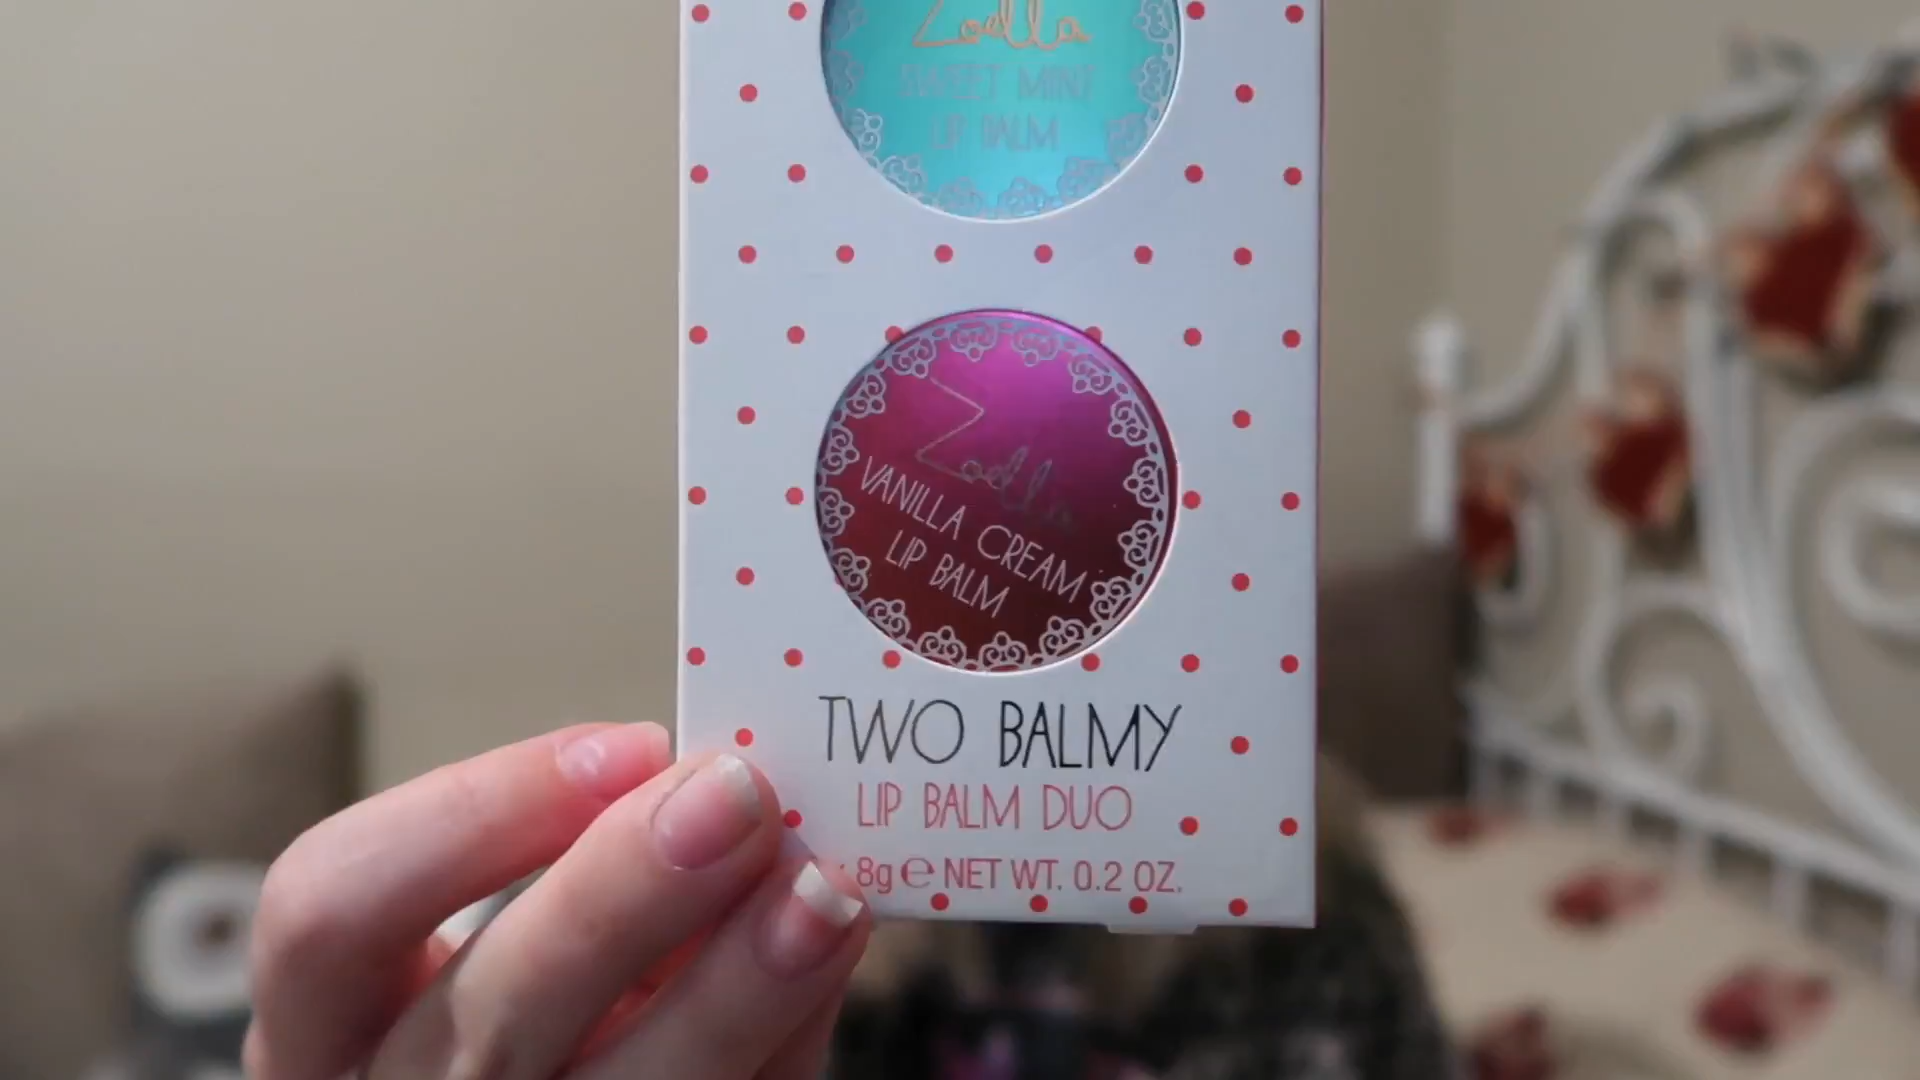 Zoella
SWEET MINT
LIP BALM
Zoella
VANILLA CREAM
LIP BALM
TWO BALMY
LIP BALM DUO
8g ℮ NET WT. 0.2 OZ.